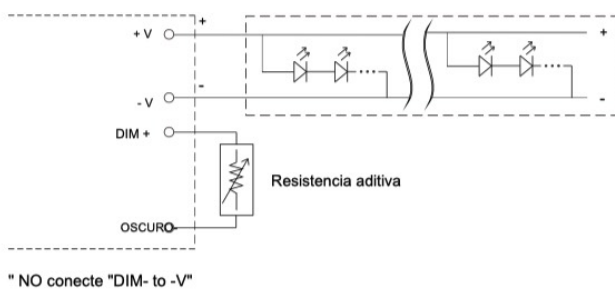 + V
+
+
-
- V
-
DIM +
Resistencia aditiva
OSCURO-
" NO conecte "DIM- to -V"